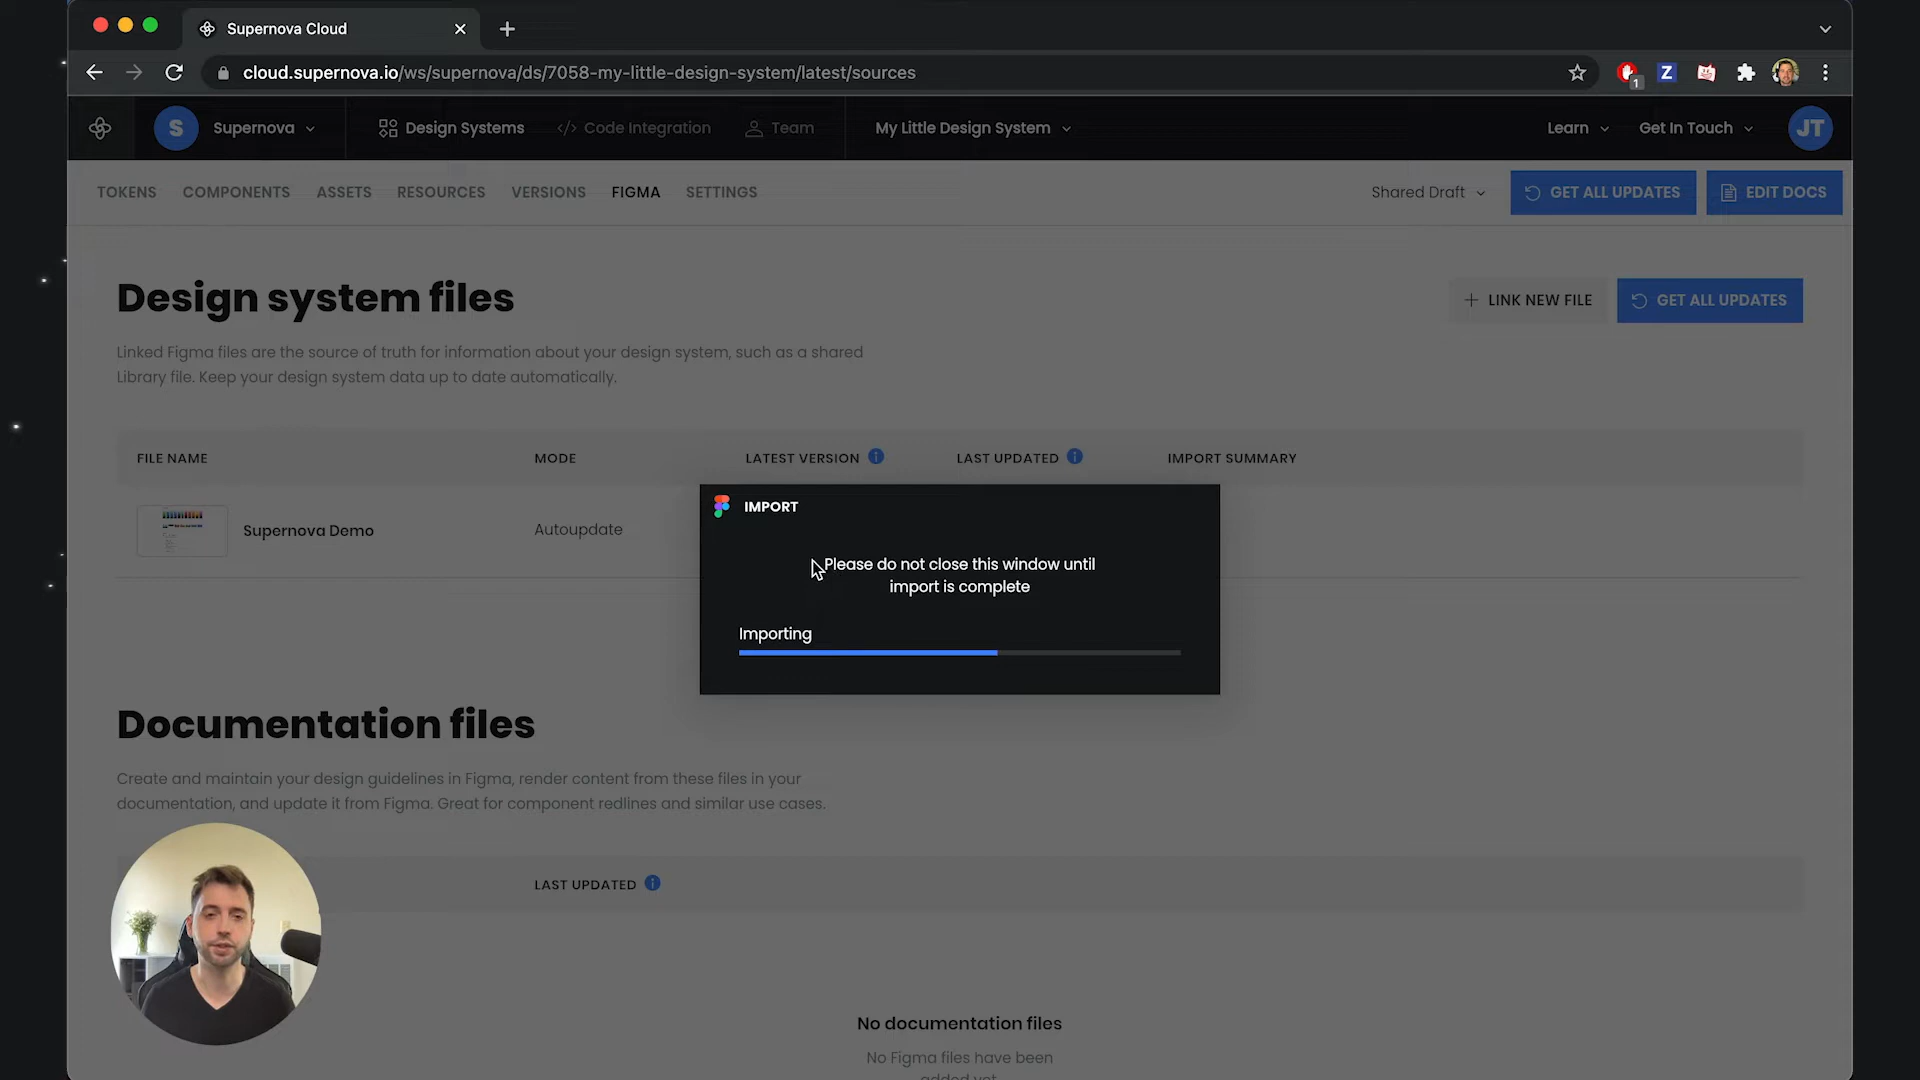 Supernova Cloud
cloud.supernova.io/ws/supernova/ds/7058-my-little-design-system/latest/sources
1
Z
S
Supernova
Design Systems
</> Code Integration
Team
My Little Design System
Learn
Get In Touch
JT
TOKENS
COMPONENTS
ASSETS
RESOURCES
VERSIONS
FIGMA
SETTINGS
Shared Draft
GET ALL UPDATES
EDIT DOCS
Design system files
LINK NEW FILE
GET ALL UPDATES
Linked Figma files are the source of truth for information about your design system, such as a shared
Library file. Keep your design system data up to date automatically.
FILE NAME
MODE
LATEST VERSION
LAST UPDATED
IMPORT SUMMARY
Supernova Demo
Autoupdate
IMPORT
Please do not close this window until
import is complete
Importing
Documentation files
Create and maintain your design guidelines in Figma, render content from these files in your
documentation, and update it from Figma. Great for component redlines and similar use cases.
LAST UPDATED
No documentation files
No Figma files have been
added yet